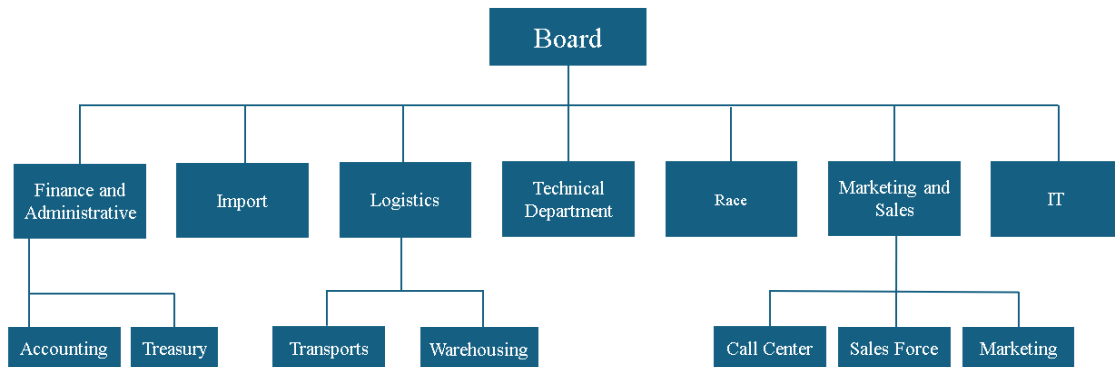 Board
Finance and
Administrative
Import
Logistics
Technical
Department
Race
Marketing and
Sales
IT
Accounting
Treasury
Transports
Warehousing
Call Center
Sales Force
Marketing